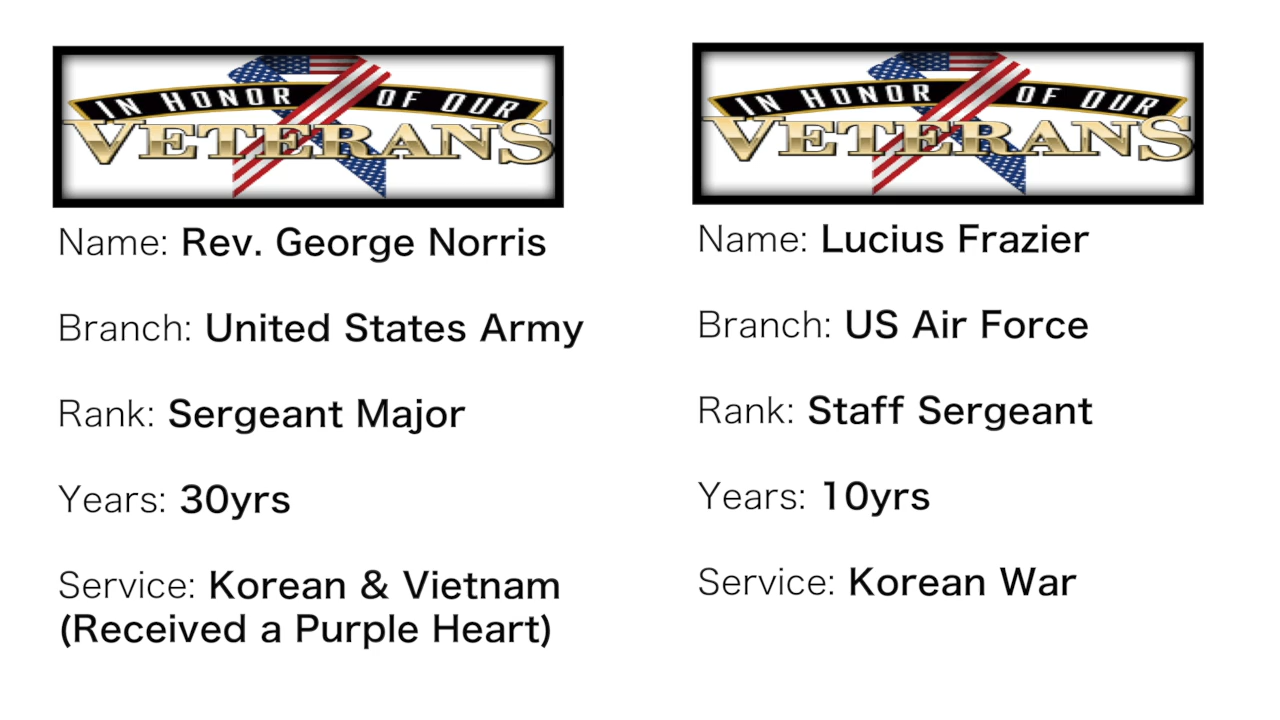 IN HONOR OF OUR
VETERANS
Name: Rev. George Norris
Branch: United States Army
Rank: Sergeant Major
Years: 30yrs
Service: Korean & Vietnam
(Received a Purple Heart)
IN HONOR OF OUR
VETERANS
Name: Lucius Frazier
Branch: US Air Force
Rank: Staff Sergeant
Years: 10yrs
Service: Korean War